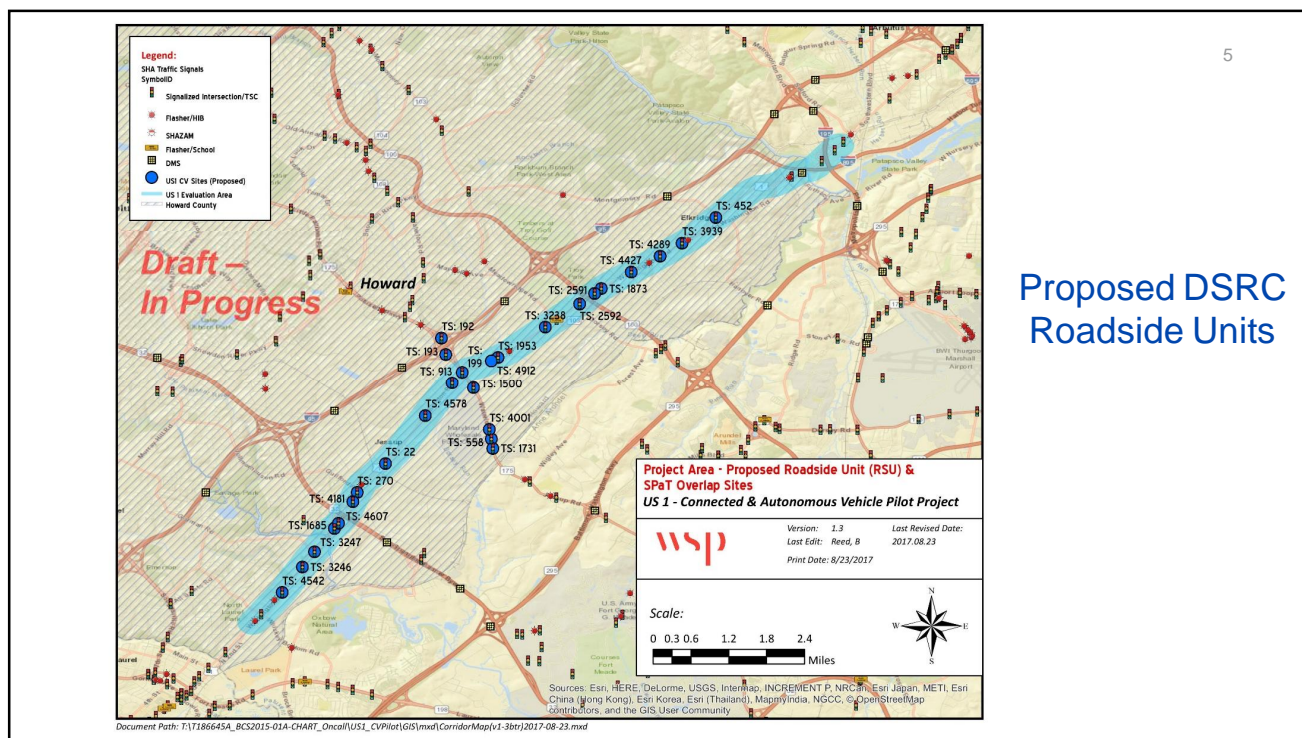 5
Proposed DSRC
Roadside Units
Legend:
SHA Traffic Signals
SymbolID
Signalized Intersection/TSC
Flasher/HIB
SHAZAM
Flasher/School
DMS
US1 CV Sites (Proposed)
US 1 Evaluation Area
Howard County
Draft –
In Progress
Howard
TS: 452
TS: 3939
TS: 4289
TS: 4427
TS: 1873
TS: 2591
TS: 2592
TS: 3238
TS: 192
TS: 193
TS: 1953
TS:
199
TS: 4912
TS: 913
TS: 1500
TS: 4578
TS: 4001
TS: 558
TS: 1731
TS: 22
TS: 270
TS: 4181
TS: 4607
TS: 1685
TS: 3247
TS: 3246
TS: 4542
Elkridge
Jessup
Montgomery Rd
Laurel Park
Project Area - Proposed Roadside Unit (RSU) &
SPaT Overlap Sites
US 1 - Connected & Autonomous Vehicle Pilot Project
wsp
Version: 1.3
Last Revised Date:
Last Edit: Reed, B
2017.08.23
Print Date: 8/23/2017
Scale:
0 0.3 0.6 1.2 1.8 2.4
Miles
N
W E
S
Sources: Esri, HERE, DeLorme, USGS, Intermap, INCREMENT P, NRCan, Esri Japan, METI, Esri
China (Hong Kong), Esri Korea, Esri (Thailand), MapmyIndia, NGCC, © OpenStreetMap
contributors, and the GIS User Community
Document Path: T:\T186645A_BCS2015-01A-CHART_Oncall\US1_CVPilot\GIS\mxd\CorridorMap(v1-3btr)2017-08-23.mxd